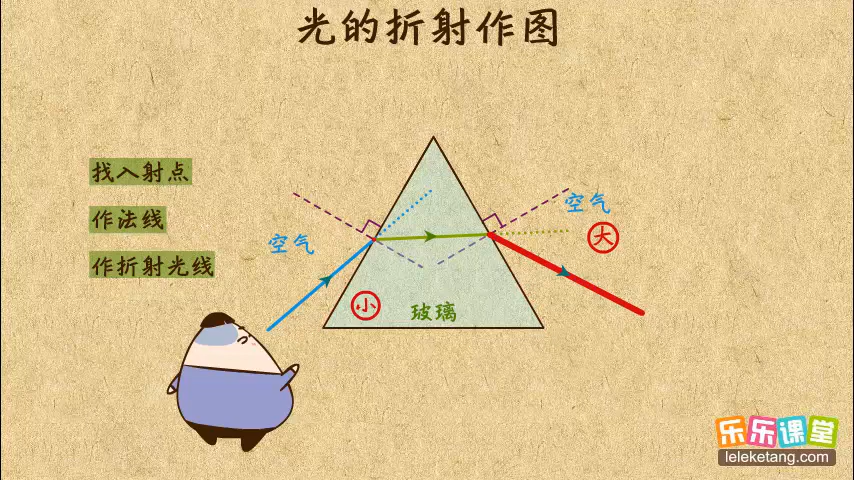 光的折射作图
找入射点
作法线
作折射光线
空气
空气
大
小
玻璃
乐乐课堂
leleketang.com